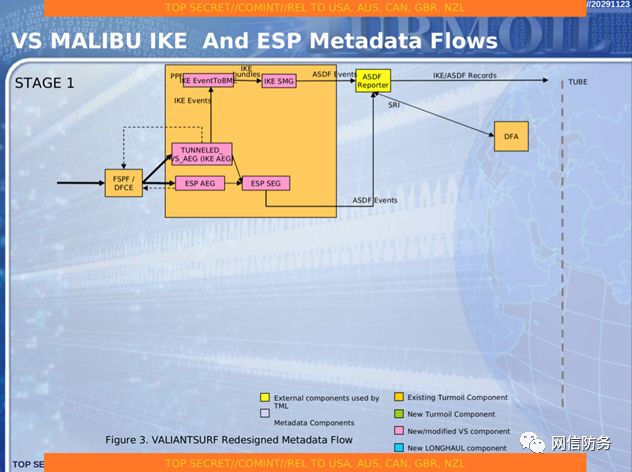 TOP SECRET//COMINT//REL TO USA, AUS, CAN, GBR, NZL
//20291123
TURMOIL
VS MALIBU IKE And ESP Metadata Flows
STAGE 1
IKE
PPF
IKE EventToBME
bundles
IKE SMG
ASDF Events
ASDF
Reporter
IKE/ASDF Records
TUBE
IKE Events
SRI
DFA
TUNNELED_
VS_AEG (IKE AEG)
FSPF /
DFCE
ESP AEG
ESP SEG
ASDF Events
External components used by
TML
Metadata Components
Existing Turmoil Component
New Turmoil Component
New/modified VS component
New LONGHAUL component
Figure 3. VALIANTSURF Redesigned Metadata Flow
网信防务
TOP SE
TOP SECRET//COMINT//REL TO USA, AUS, CAN, GBR, NZL